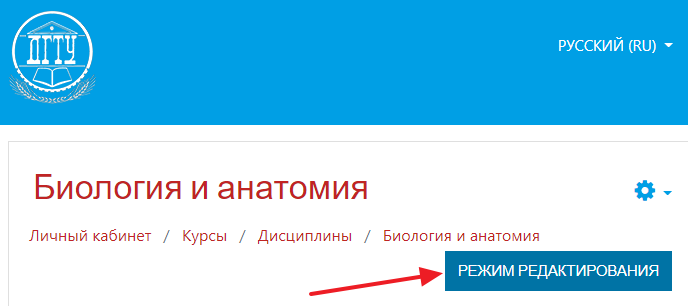 ДГТУ
РУССКИЙ (RU)
Биология и анатомия
Личный кабинет / Курсы / Дисциплины / Биология и анатомия
РЕЖИМ РЕДАКТИРОВАНИЯ